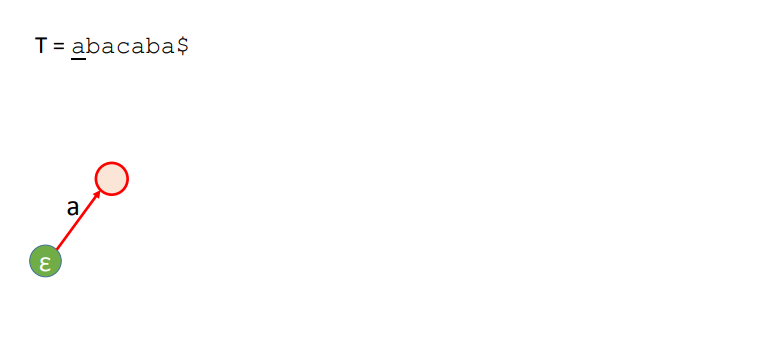 T = abacaba$
a
ε